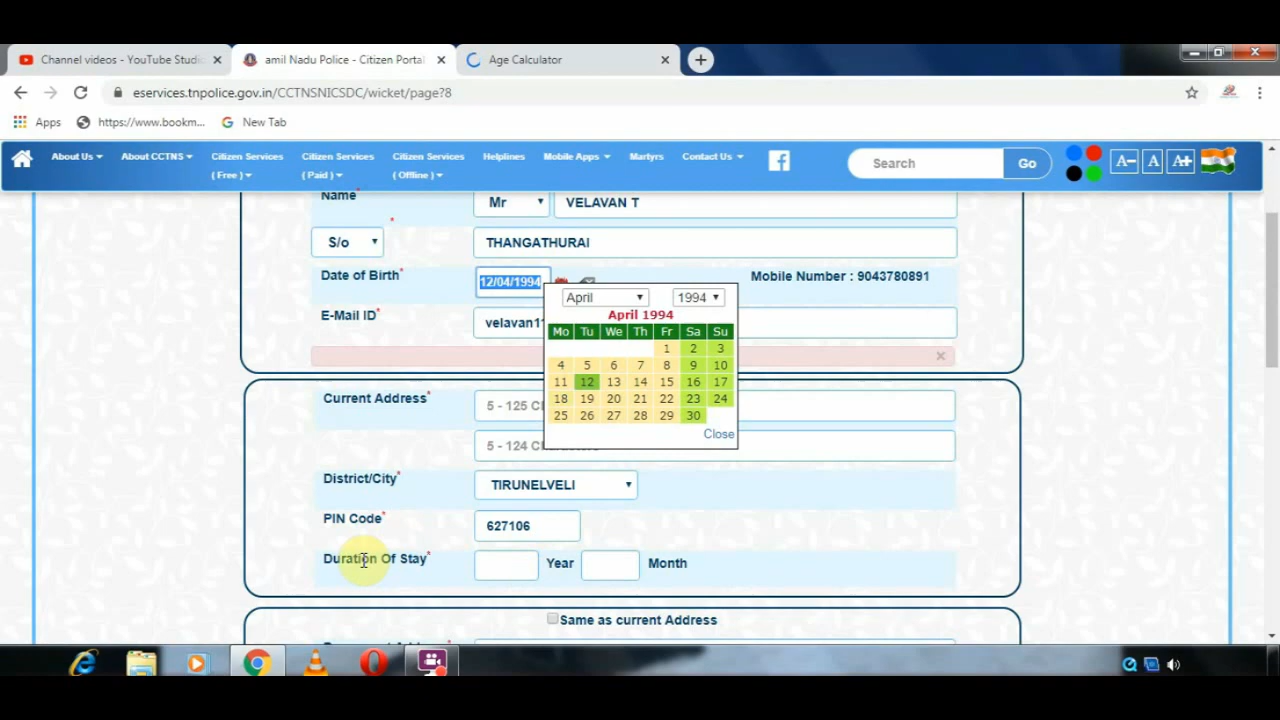 Channel videos - YouTube Studi
amil Nadu Police - Citizen Portal
Age Calculator
eservices.tnpolice.gov.in/CCTNSNICSDC/wicket/page?8
Apps https://www.bookm... New Tab
About Us About CCTNS Citizen Services Citizen Services Citizen Services Helplines Mobile Apps Martyrs Contact Us Search Go A- A A+
( Free ) ( Paid ) ( Offline )
Name* Mr VELAVAN T
*
S/o THANGATHURAI
Date of Birth* 12/04/1994 Mobile Number : 9043780891
April 1994
April 1994
Mo Tu We Th Fr Sa Su
1 2 3
4 5 6 7 8 9 10
11 12 13 14 15 16 17
18 19 20 21 22 23 24
25 26 27 28 29 30
Close
E-Mail ID* velavan1
Current Address* 5 - 125 C
5 - 124
District/City* TIRUNELVELI
PIN Code* 627106
Duration Of Stay* Year Month
Same as current Address